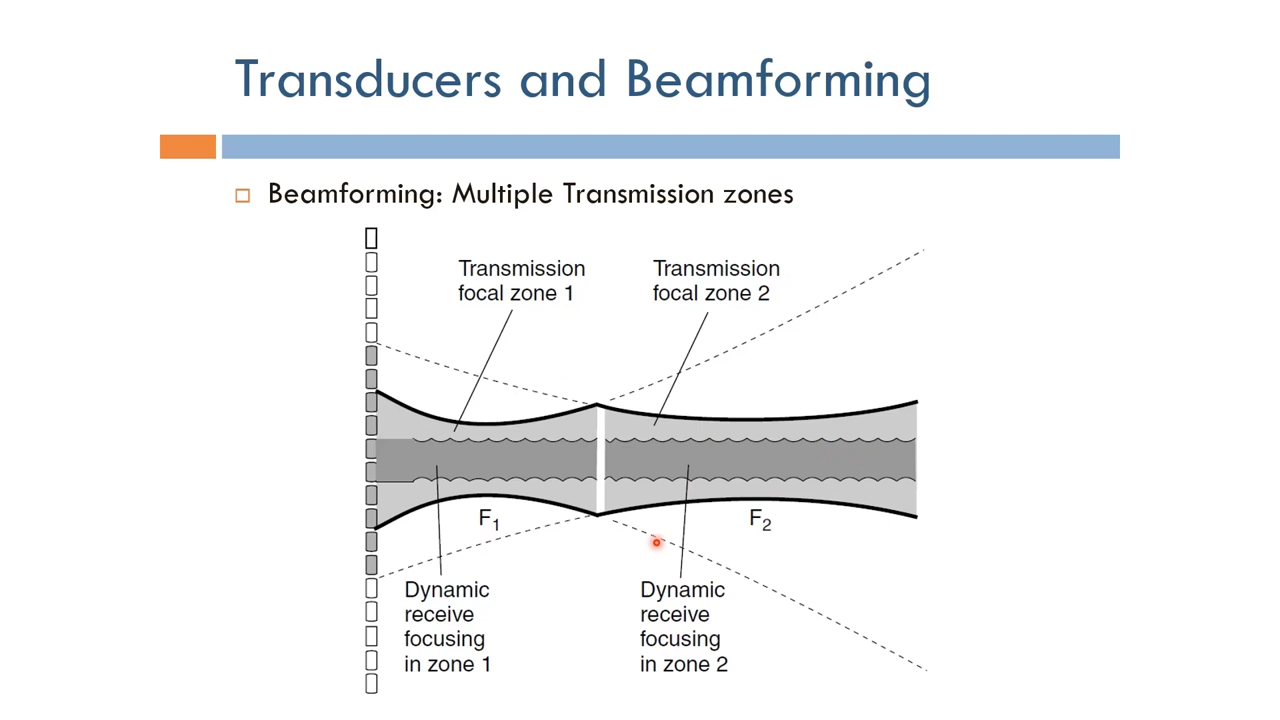 Transducers and Beamforming
Beamforming: Multiple Transmission zones
Transmission
focal zone 1
Transmission
focal zone 2
F1
F2
Dynamic
receive
focusing
in zone 1
Dynamic
receive
focusing
in zone 2